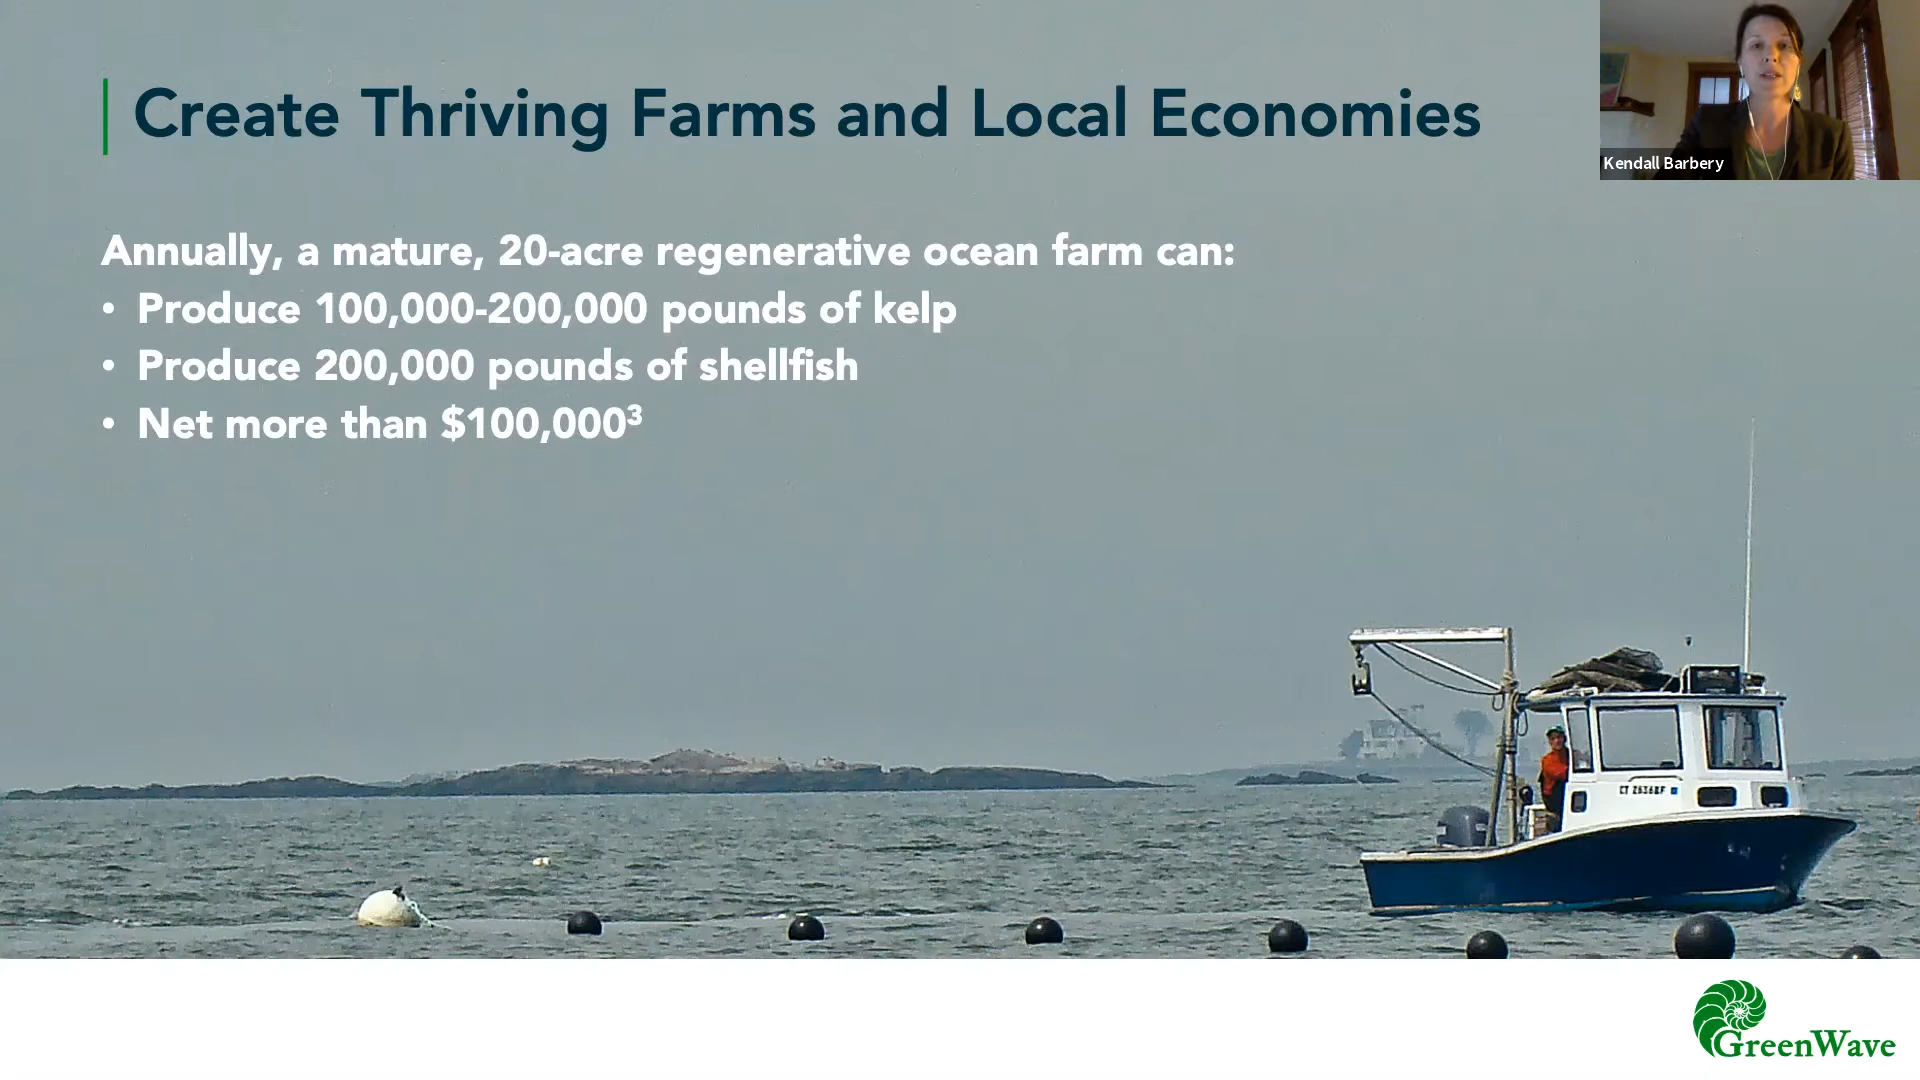 Create Thriving Farms and Local Economies
Kendall Barbery
Annually, a mature, 20-acre regenerative ocean farm can:
• Produce 100,000-200,000 pounds of kelp
• Produce 200,000 pounds of shellfish
• Net more than $100,000³
GreenWave